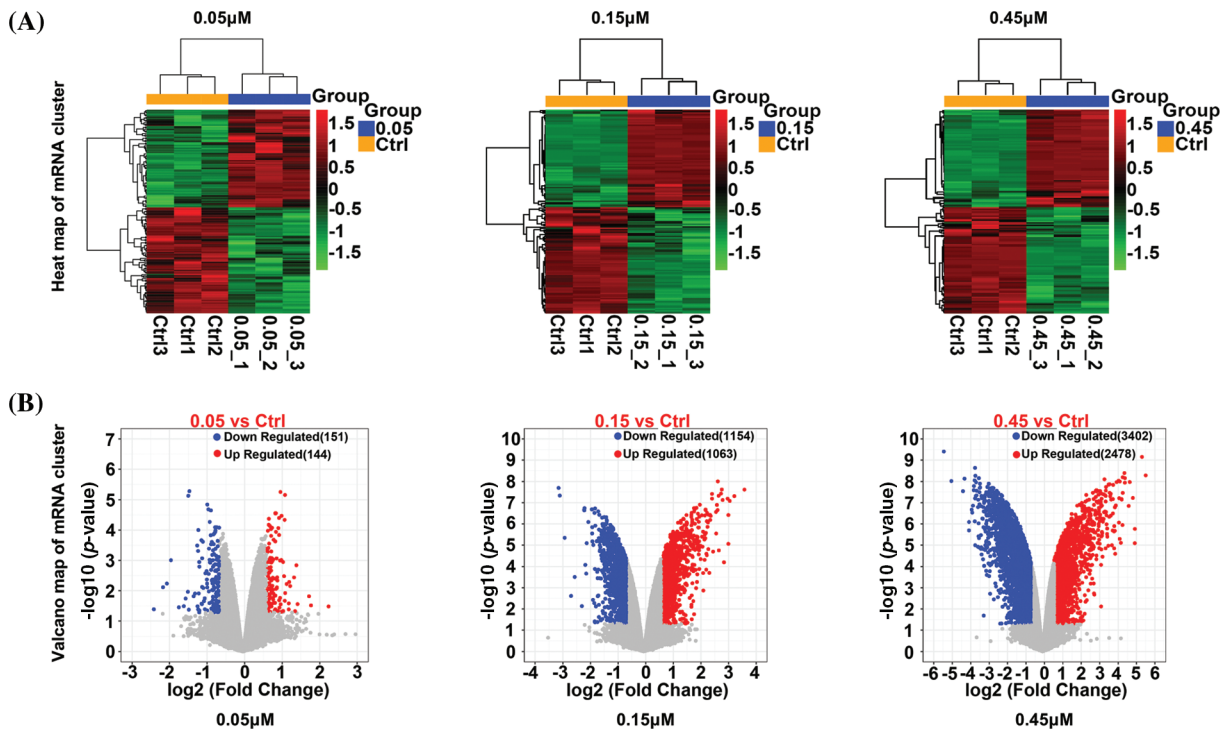 (A)
0.05µM
0.15µM
0.45µM
Heat map of mRNA cluster
Group
Group
0.05
Ctrl
1.5
1
0.5
0
-0.5
-1
-1.5
Ctrl3
Ctrl1
Ctrl2
0.05_1
0.05_2
0.05_3
Group
Group
0.15
Ctrl
1.5
1
0.5
0
-0.5
-1
-1.5
Ctrl3
Ctrl1
Ctrl2
0.15_2
0.15_1
0.15_3
Group
Group
0.45
Ctrl
1.5
1
0.5
0
-0.5
-1
-1.5
Ctrl3
Ctrl1
Ctrl2
0.45_3
0.45_1
0.45_2
(B)
Valcano map of mRNA cluster
0.05 vs Ctrl
Down Regulated(151)
Up Regulated(144)
-log10 (p-value)
7
6
5
4
3
2
1
0
-3 -2 -1 0 1 2 3
log2 (Fold Change)
0.05µM
0.15 vs Ctrl
Down Regulated(1154)
Up Regulated(1063)
-log10 (p-value)
10
9
8
7
6
5
4
3
2
1
0
-4 -3 -2 -1 0 1 2 3 4
log2 (Fold Change)
0.15µM
0.45 vs Ctrl
Down Regulated(3402)
Up Regulated(2478)
-log10 (p-value)
10
9
8
7
6
5
4
3
2
1
0
-6 -5 -4 -3 -2 -1 0 1 2 3 4 5 6
log2 (Fold Change)
0.45µM